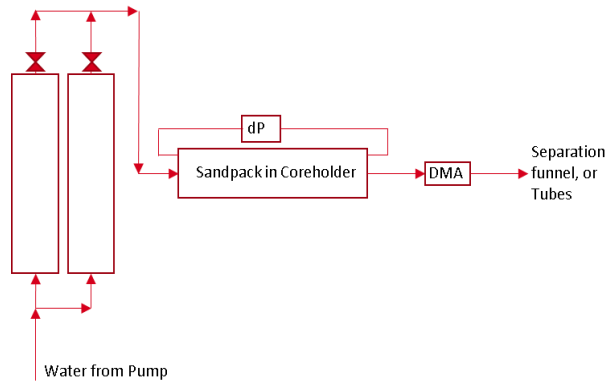 dP
Sandpack in Coreholder
DMA
Separation
funnel, or
Tubes
Water from Pump